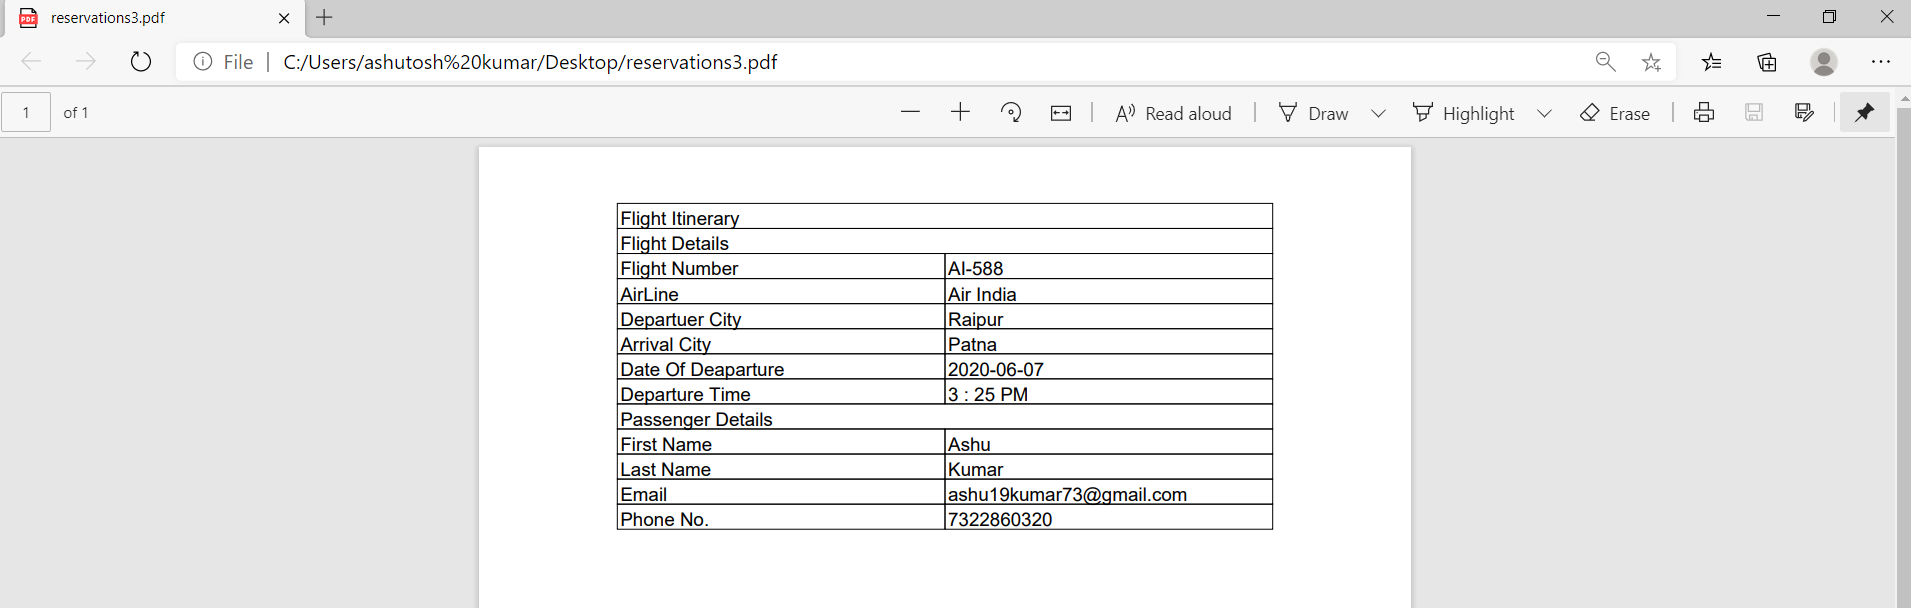 reservations3.pdf
File | C:/Users/ashutosh%20kumar/Desktop/reservations3.pdf
1 of 1 Read aloud Draw Highlight Erase
Flight Itinerary
Flight Details
Flight Number AI-588
AirLine Air India
Departuer City Raipur
Arrival City Patna
Date Of Deaparture 2020-06-07
Departure Time 3 : 25 PM
Passenger Details
First Name Ashu
Last Name Kumar
Email ashu19kumar73@gmail.com
Phone No. 7322860320